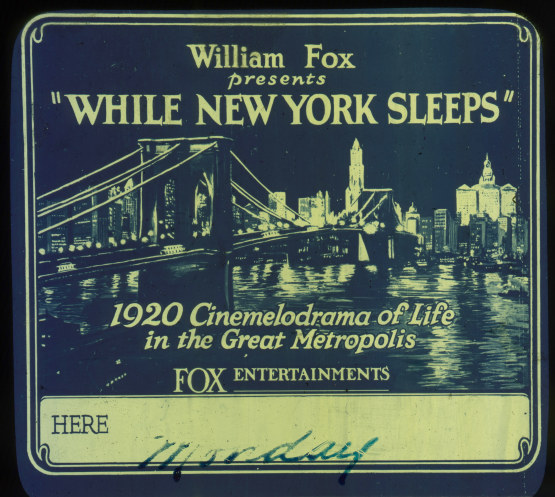 William Fox
presents
"WHILE NEW YORK SLEEPS"
1920 Cinemelodrama of Life
in the Great Metropolis
FOX ENTERTAINMENTS
HERE
Monday